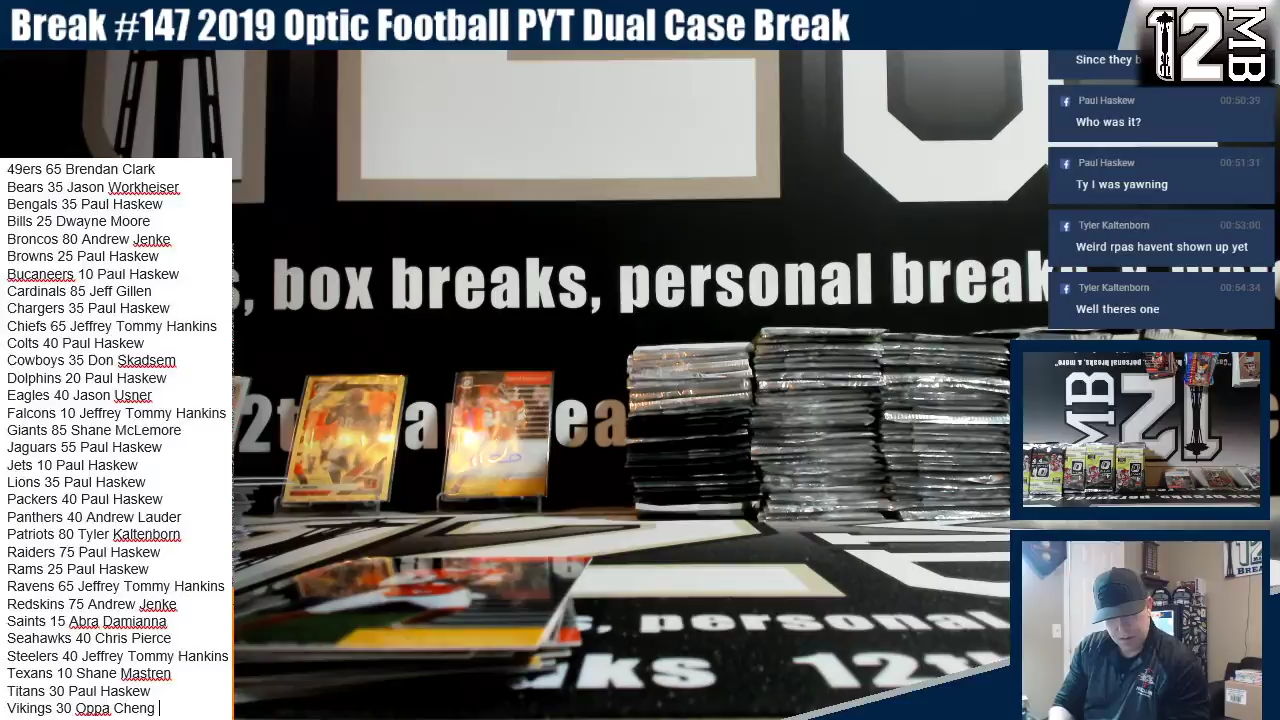 Break #147 2019 Optic Football PYT Dual Case Break
12 MB
Since they b
Paul Haskew 00:50:39
Who was it?
Paul Haskew 00:51:31
Ty I was yawning
Tyler Kaltenborn 00:53:00
Weird rpas havent shown up yet
Tyler Kaltenborn 00:54:34
Well theres one
49ers 65 Brendan Clark
Bears 35 Jason Workheiser
Bengals 35 Paul Haskew
Bills 25 Dwayne Moore
Broncos 80 Andrew Jenke
Browns 25 Paul Haskew
Bucaneers 10 Paul Haskew
Cardinals 85 Jeff Gillen
Chargers 35 Paul Haskew
Chiefs 65 Jeffrey Tommy Hankins
Colts 40 Paul Haskew
Cowboys 35 Don Skadsem
Dolphins 20 Paul Haskew
Eagles 40 Jason Usner
Falcons 10 Jeffrey Tommy Hankins
Giants 85 Shane McLemore
Jaguars 55 Paul Haskew
Jets 10 Paul Haskew
Lions 35 Paul Haskew
Packers 40 Paul Haskew
Panthers 40 Andrew Lauder
Patriots 80 Tyler Kaltenborn
Raiders 75 Paul Haskew
Rams 25 Paul Haskew
Ravens 65 Jeffrey Tommy Hankins
Redskins 75 Andrew Jenke
Saints 15 Abra Damianna
Seahawks 40 Chris Pierce
Steelers 40 Jeffrey Tommy Hankins
Texans 10 Shane Mastren
Titans 30 Paul Haskew
Vikings 30 Oppa Cheng
s, box breaks, personal break
s, personal
ks 12th
MB 12